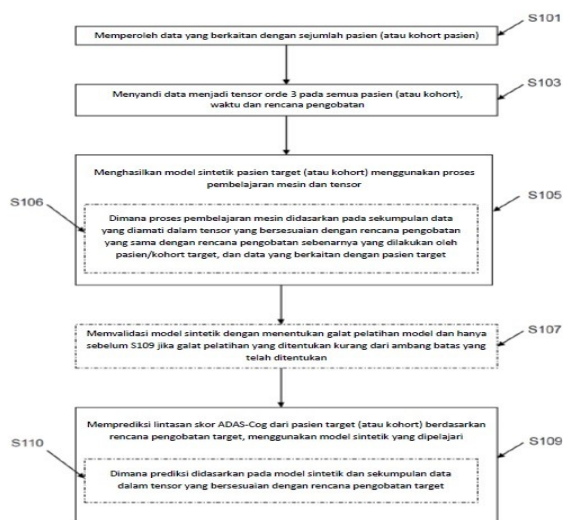 S101
Memperoleh data yang berkaitan dengan sejumlah pasien (atau kohort pasien)
S103
Menyandi data menjadi tensor orde 3 pada semua pasien (atau kohort),
waktu dan rencana pengobatan
S105
Menghasilkan model sintetik pasien target (atau kohort) menggunakan proses
pembelajaran mesin dan tensor
S106
Dimana proses pembelajaran mesin didasarkan pada sekumpulan data
yang diamati dalam tensor yang bersesuaian dengan rencana pengobatan
yang sama dengan rencana pengobatan sebenarnya yang dilakukan oleh
pasien/kohort target, dan data yang berkaitan dengan pasien target
S107
Memvalidasi model sintetik dengan menentukan galat pelatihan model dan hanya
sebelum S109 jika galat pelatihan yang ditentukan kurang dari ambang batas yang
telah ditentukan
S109
Memprediksi lintasan skor ADAS-Cog dari pasien target (atau kohort) berdasarkan
rencana pengobatan target, menggunakan model sintetik yang dipelajari
S110
Dimana prediksi didasarkan pada model sintetik dan sekumpulan data
dalam tensor yang bersesuaian dengan rencana pengobatan target